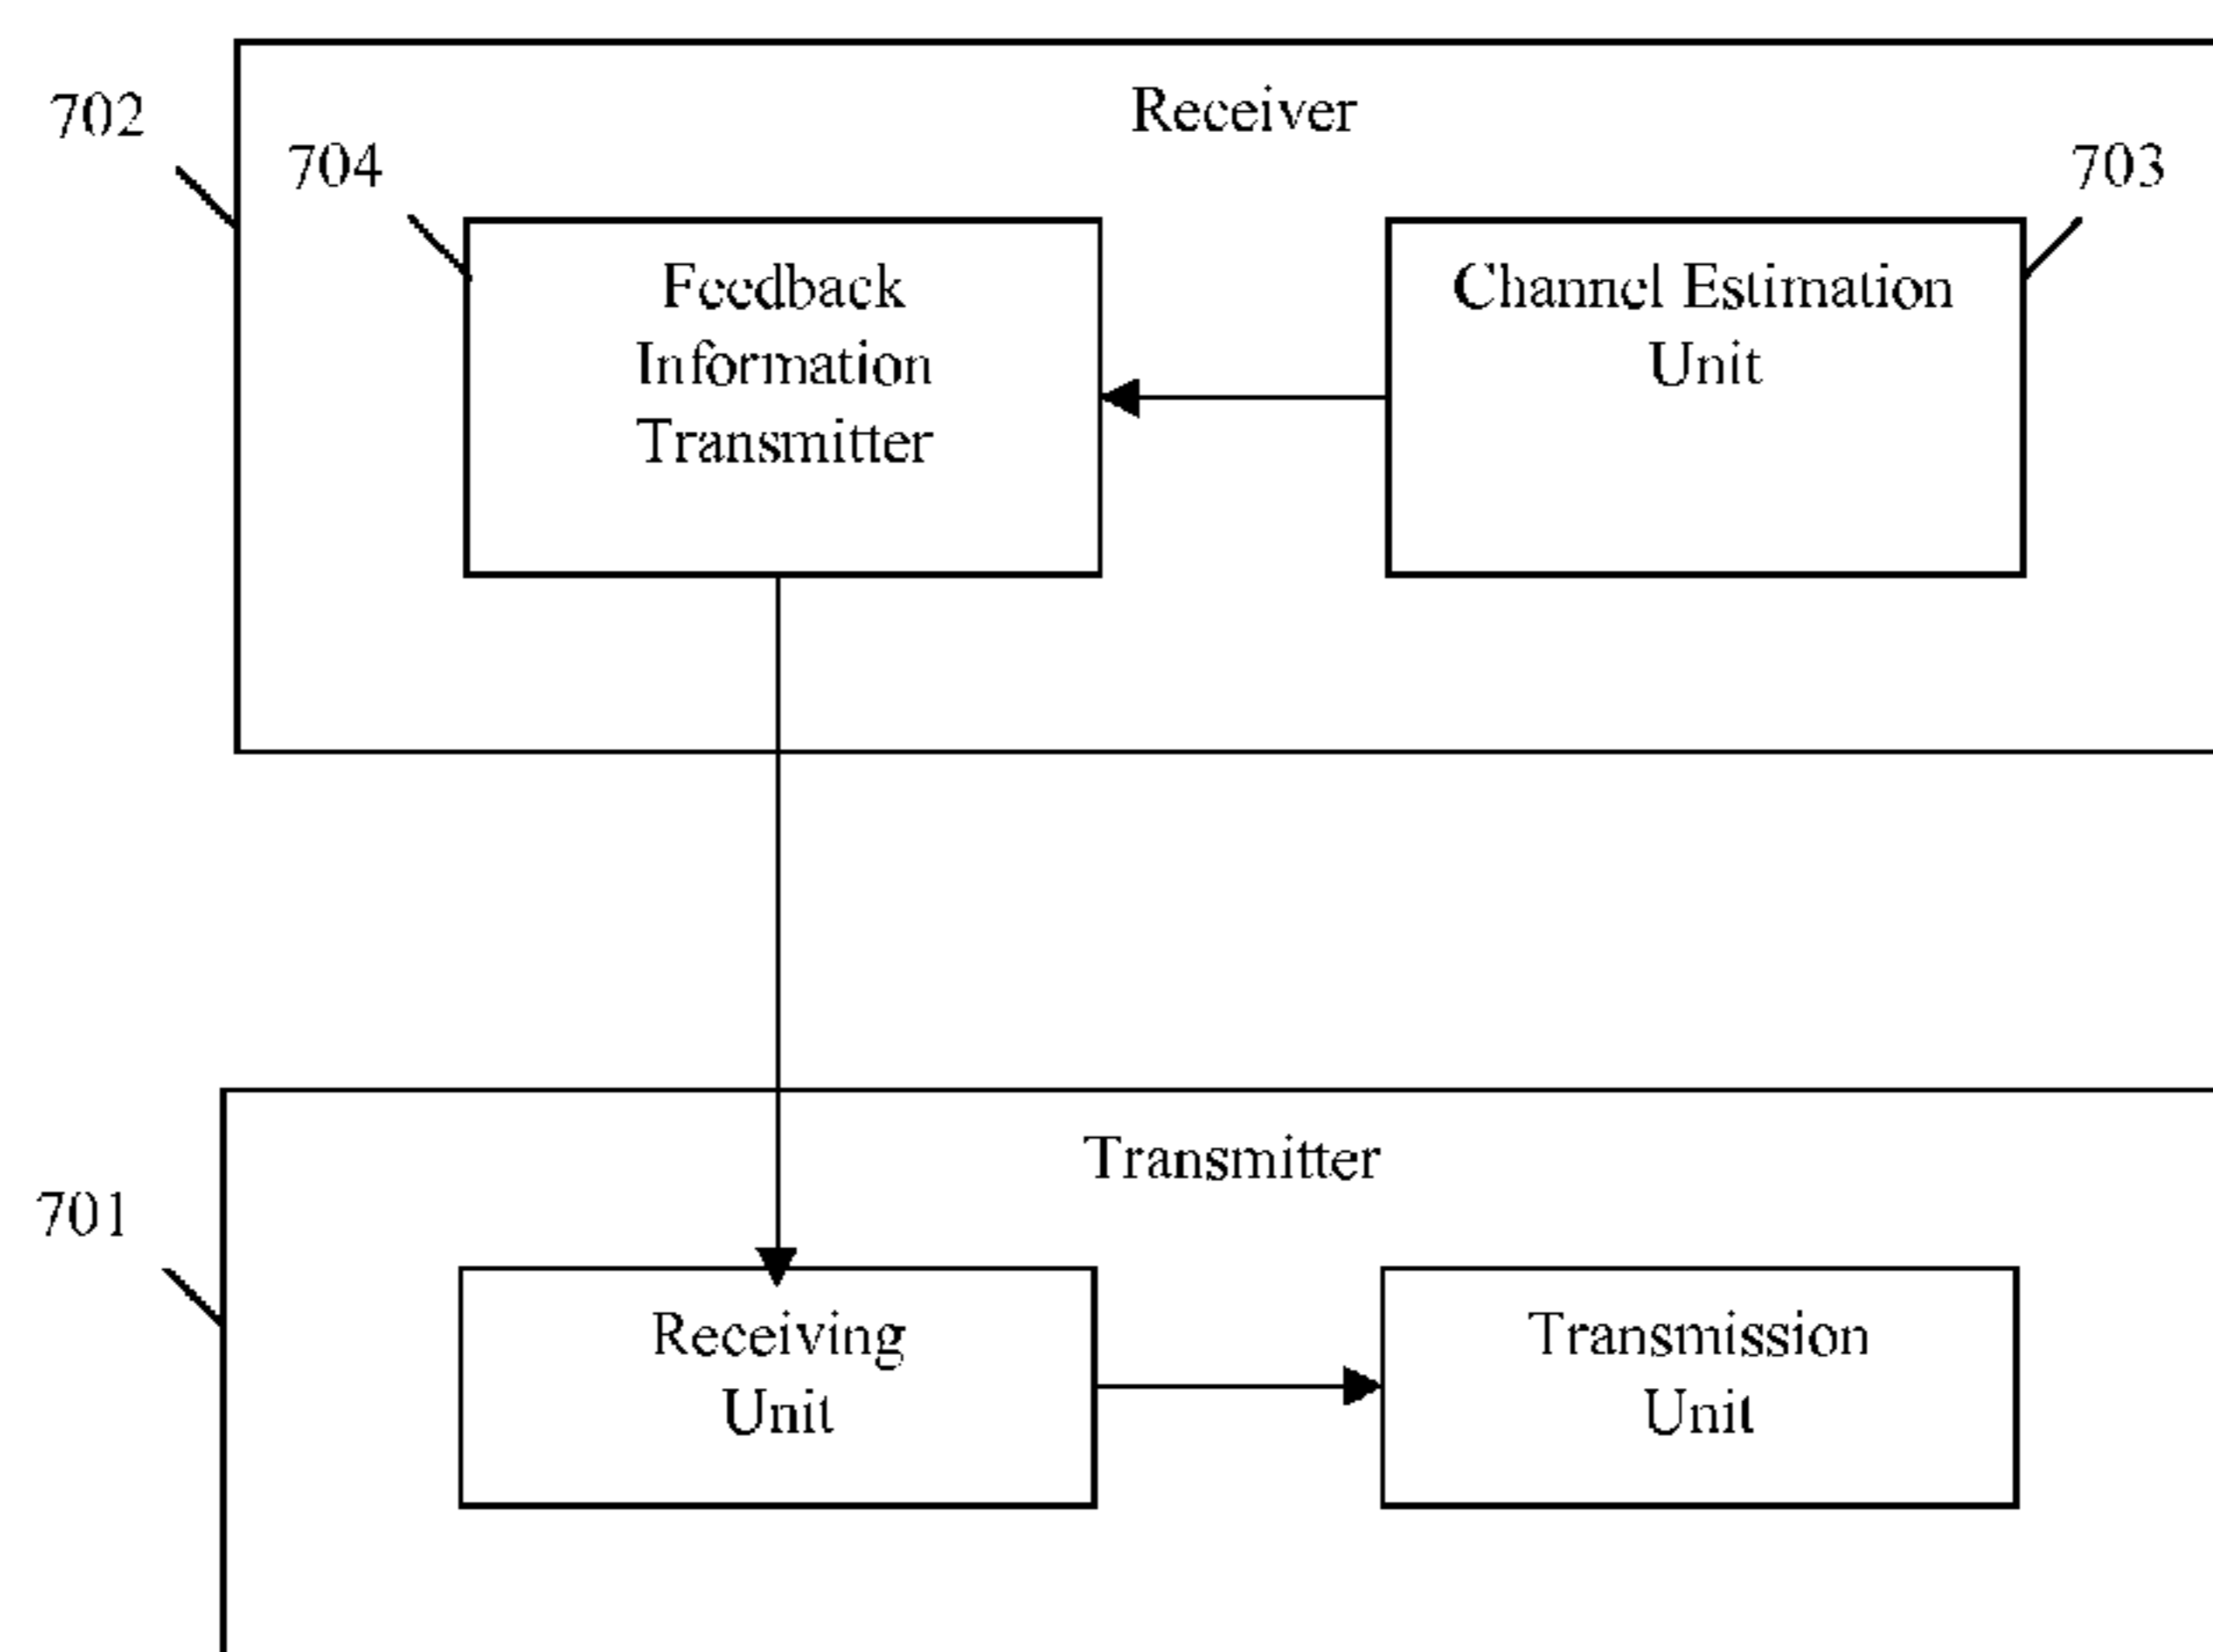 Receiver
702
704
703
Feedback
Information
Transmitter
Channel Estimation
Unit
Transmitter
701
Receiving
Unit
Transmission
Unit